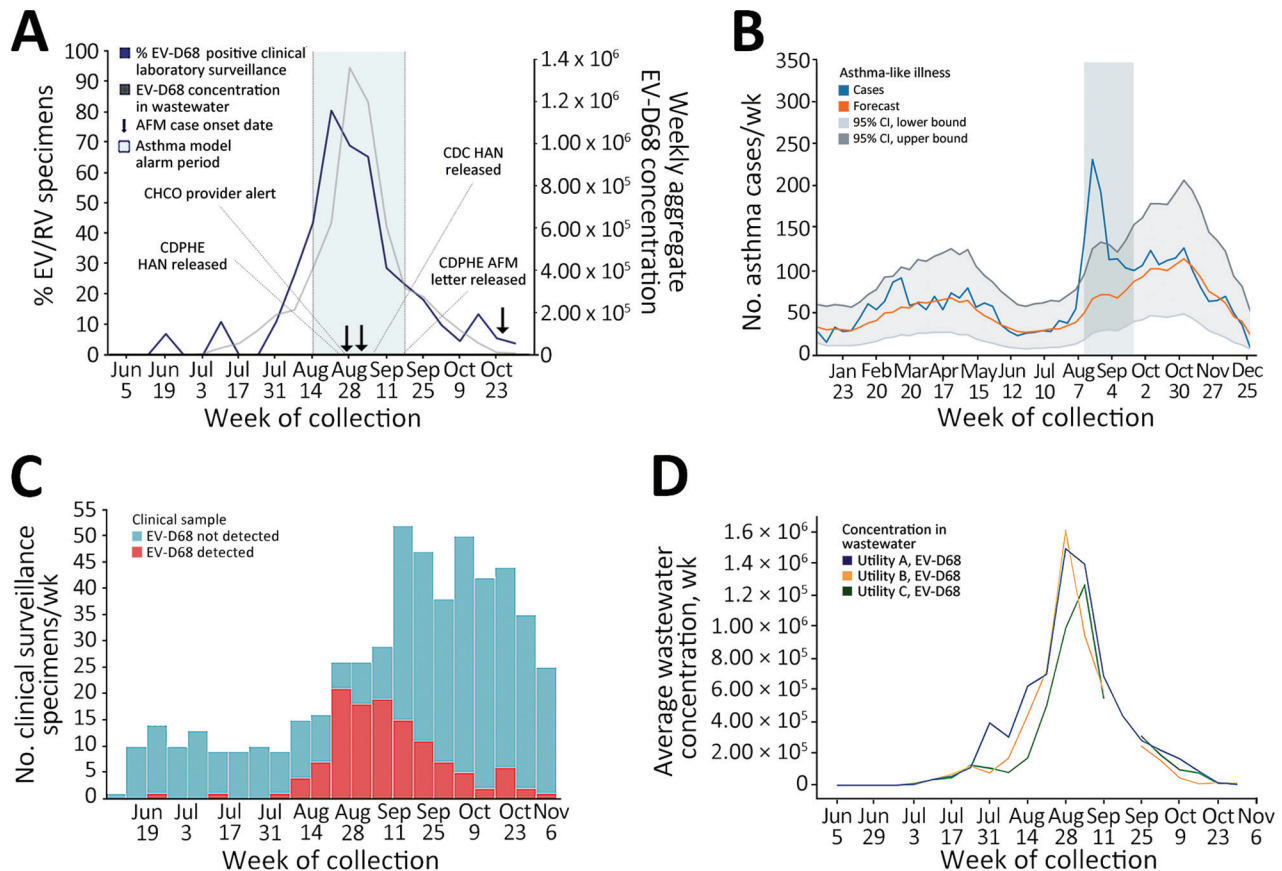 A
% EV/RV specimens
100
90
80
70
60
50
40
30
20
10
0
% EV-D68 positive clinical
laboratory surveillance
EV-D68 concentration
in wastewater
AFM case onset date
Asthma model
alarm period
CHCO provider alert
CDPHE
HAN released
CDC HAN
released
CDPHE AFM
letter released
1.4 x 10⁶
1.2 x 10⁶
1.0 x 10⁶
8.00 x 10⁵
6.00 x 10⁵
4.00 x 10⁵
2.00 x 10⁵
0
Weekly aggregate
EV-D68 concentration
Jun Jun Jul Jul Jul Aug Aug Sep Sep Oct Oct
5 19 3 17 31 14 28 11 25 9 23
Week of collection
B
No. asthma cases/wk
350
300
250
200
150
100
50
0
Asthma-like illness
Cases
Forecast
95% CI, lower bound
95% CI, upper bound
Jan Feb Mar Apr May Jun Jul Aug Sep Oct Oct Nov Dec
23 20 20 17 15 12 10 7 4 2 30 27 25
Week of collection
C
No. clinical surveillance
specimens/wk
55
50
45
40
35
30
25
20
15
10
5
0
Clinical sample
EV-D68 not detected
EV-D68 detected
Jun Jul Jul Jul Aug Aug Sep Sep Oct Oct Nov
19 3 17 31 14 28 11 25 9 23 6
Week of collection
D
Average wastewater
concentration, wk
1.6 × 10⁶
1.4 × 10⁶
1.2 × 10⁵
1.0 × 10⁶
8.00 × 10⁵
6.00 × 10⁵
4.00 × 10⁵
2.00 × 10⁵
0
Concentration in
wastewater
Utility A, EV-D68
Utility B, EV-D68
Utility C, EV-D68
Jun Jun Jul Jul Jul Aug Aug Sep Sep Oct Oct Nov
5 29 3 17 31 14 28 11 25 9 23 6
Week of collection